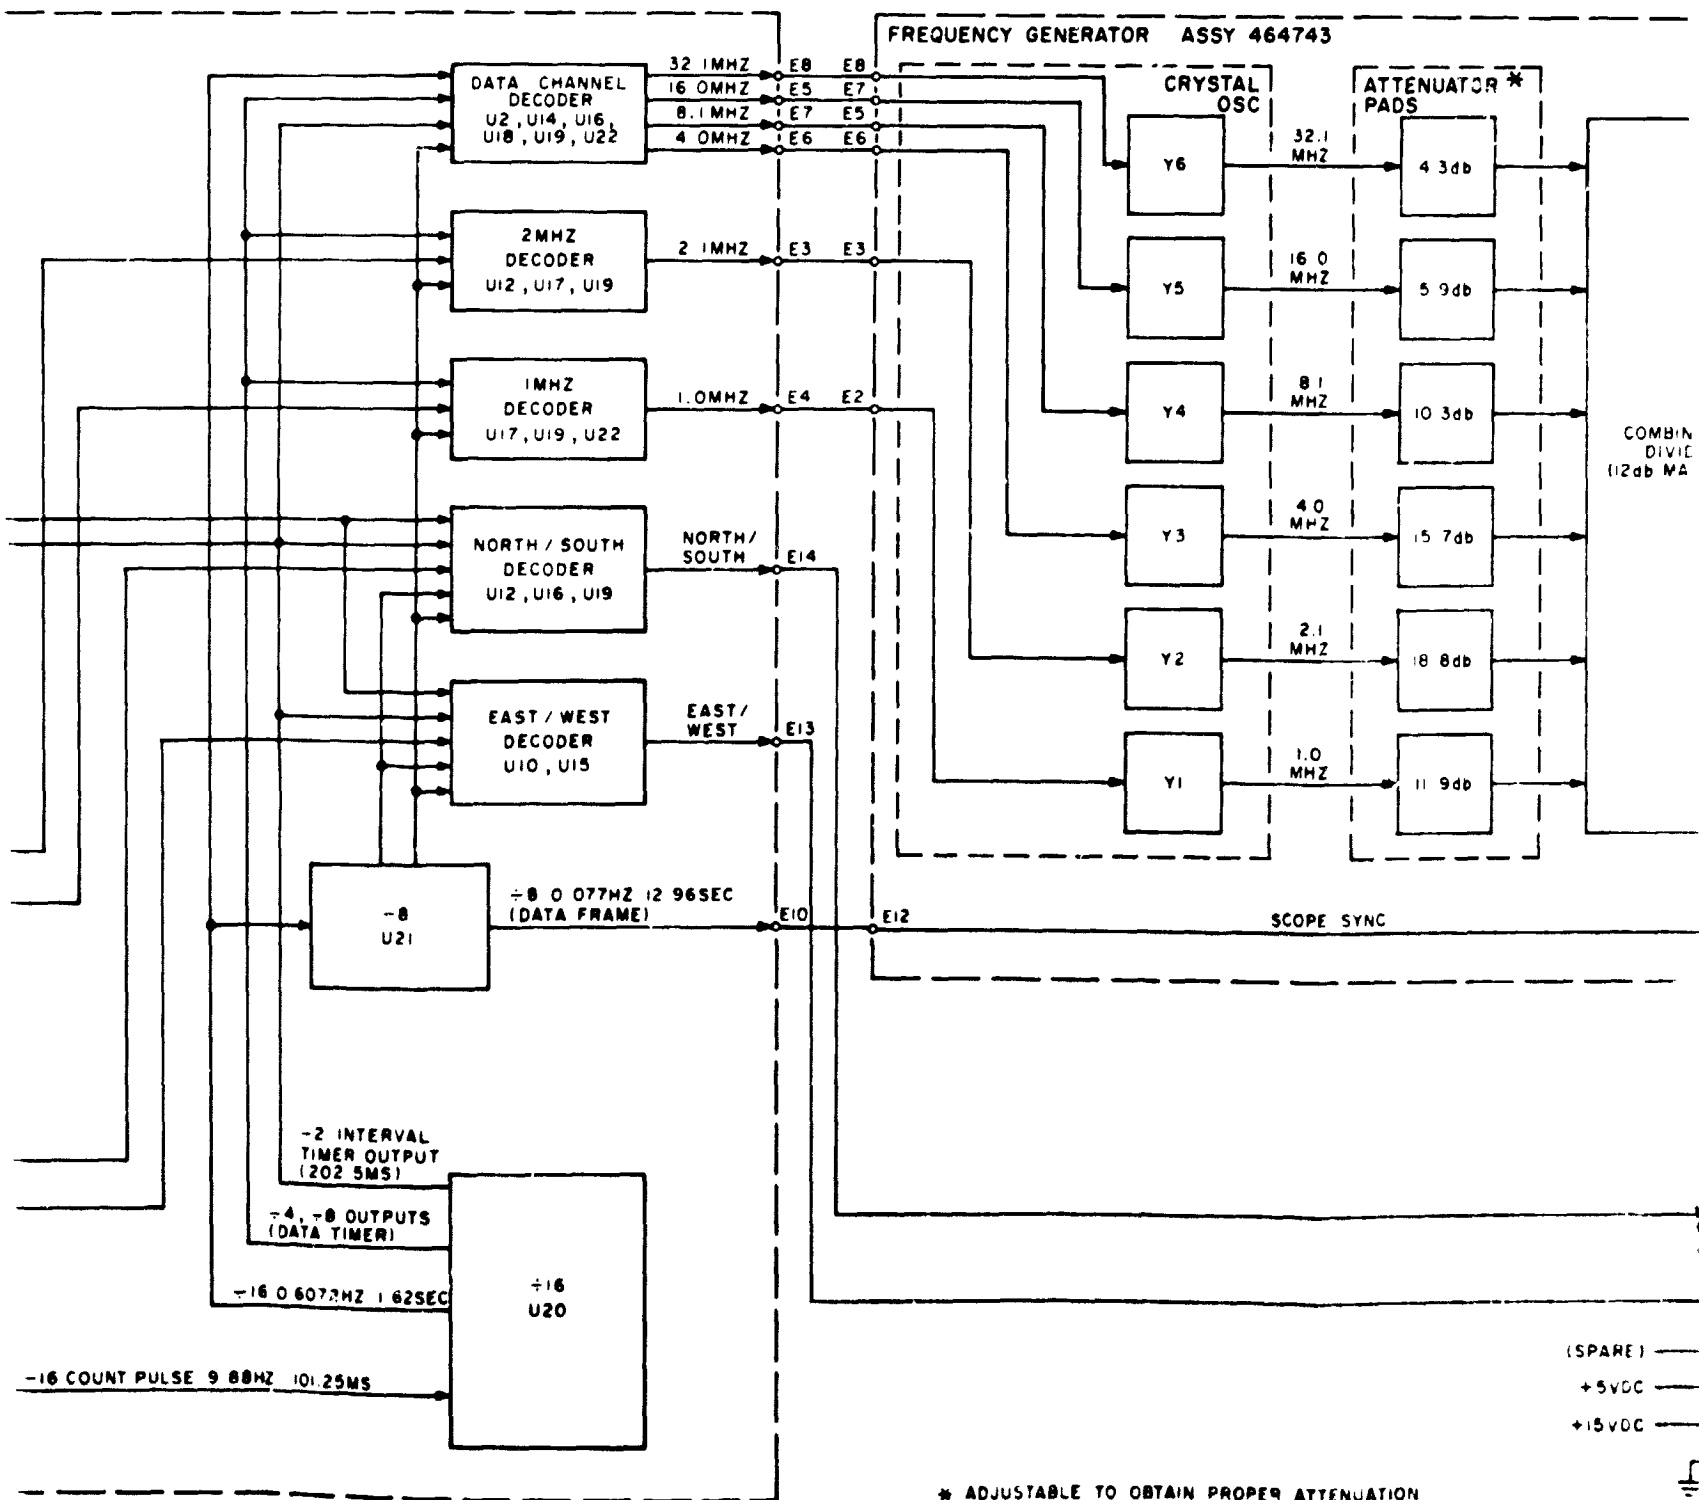 FREQUENCY GENERATOR ASSY 464743
DATA CHANNEL
DECODER
U2, U14, U16,
U18, U19, U22
32 1MHZ
16 0MHZ
8.1MHZ
4 0MHZ
E8 E8
E5 E7
E7 E5
E6 E6
CRYSTAL
OSC
ATTENUATOR *
PADS
Y6
32.1
MHZ
4 3db
2MHZ
DECODER
U12, U17, U19
2 1MHZ
E3 E3
Y5
16 0
MHZ
5 9db
1MHZ
DECODER
U17, U19, U22
1.0MHZ
E4 E2
Y4
8 1
MHZ
10 3db
(12db
NORTH / SOUTH
DECODER
U12, U16, U19
NORTH/
SOUTH
E14
Y3
4 0
MHZ
15 7db
Y2
2.1
MHZ
18 8db
EAST / WEST
DECODER
U10, U15
EAST/
WEST
E13
Y1
1.0
MHZ
11 9db
÷8 0 077HZ 12 96SEC
(DATA FRAME)
E10 E12
SCOPE SYNC
-8
U21
-2 INTERVAL
TIMER OUTPUT
(202 5MS)
÷4, ÷8 OUTPUTS
(DATA TIMER)
÷16
U20
1 62SEC
-16 COUNT PULSE 9 88HZ 101.25MS
(SPARE)
+5VDC
+15VDC
* ADJUSTABLE TO OBTAIN PROPER ATTENUATION